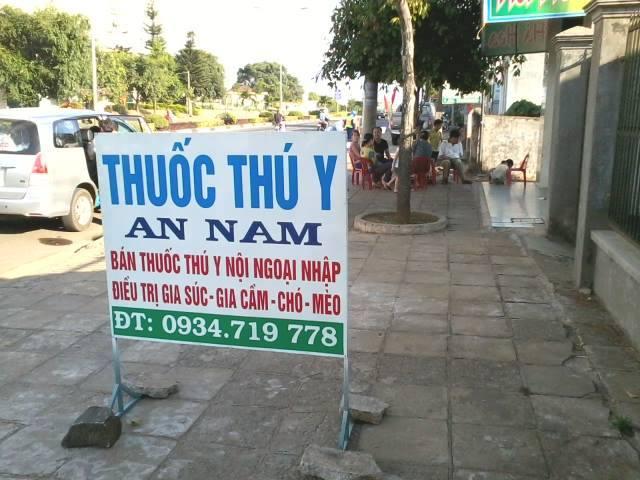 THUỐC THÚ Y
AN NAM
BÁN THUỐC THÚ Y NỘI NGOẠI NHẬP
ĐIỀU TRỊ GIA SÚC - GIA CẦM - CHÓ - MÈO
ĐT: 0934.719 778